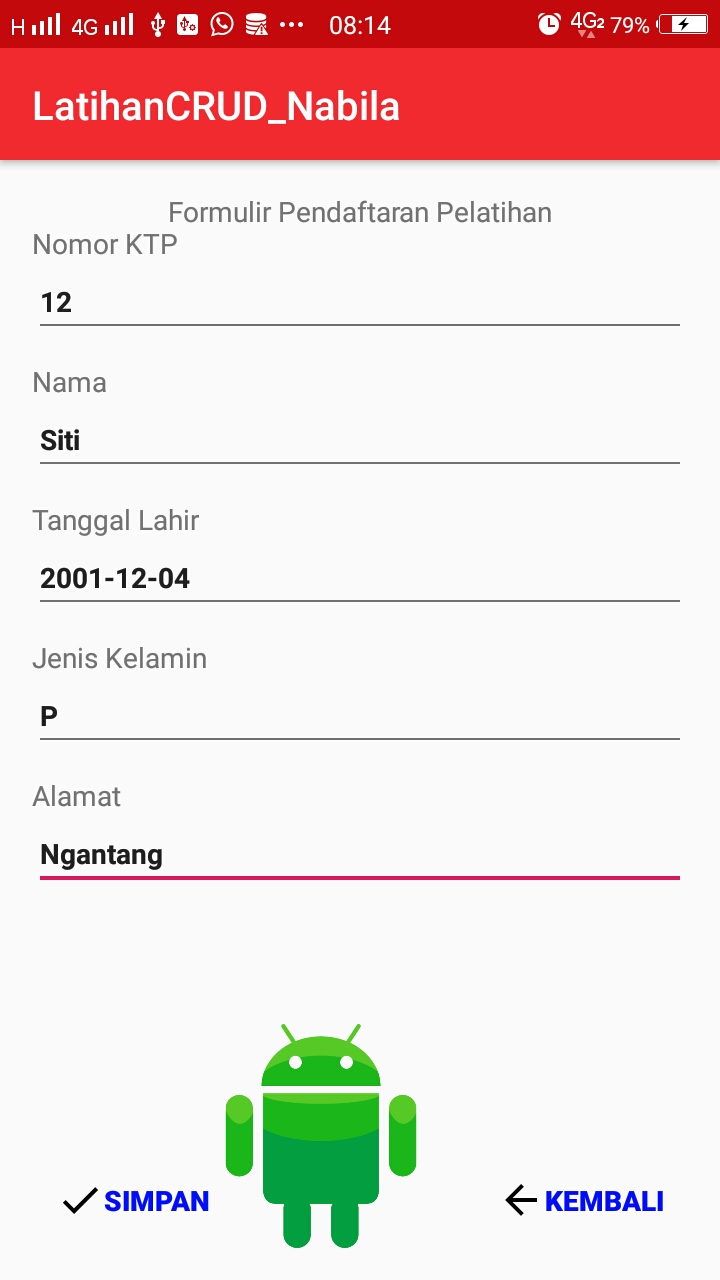 H 4G 08:14 4G2 79%
LatihanCRUD_Nabila
Formulir Pendaftaran Pelatihan
Nomor KTP
12
Nama
Siti
Tanggal Lahir
2001-12-04
Jenis Kelamin
P
Alamat
Ngantang
SIMPAN KEMBALI